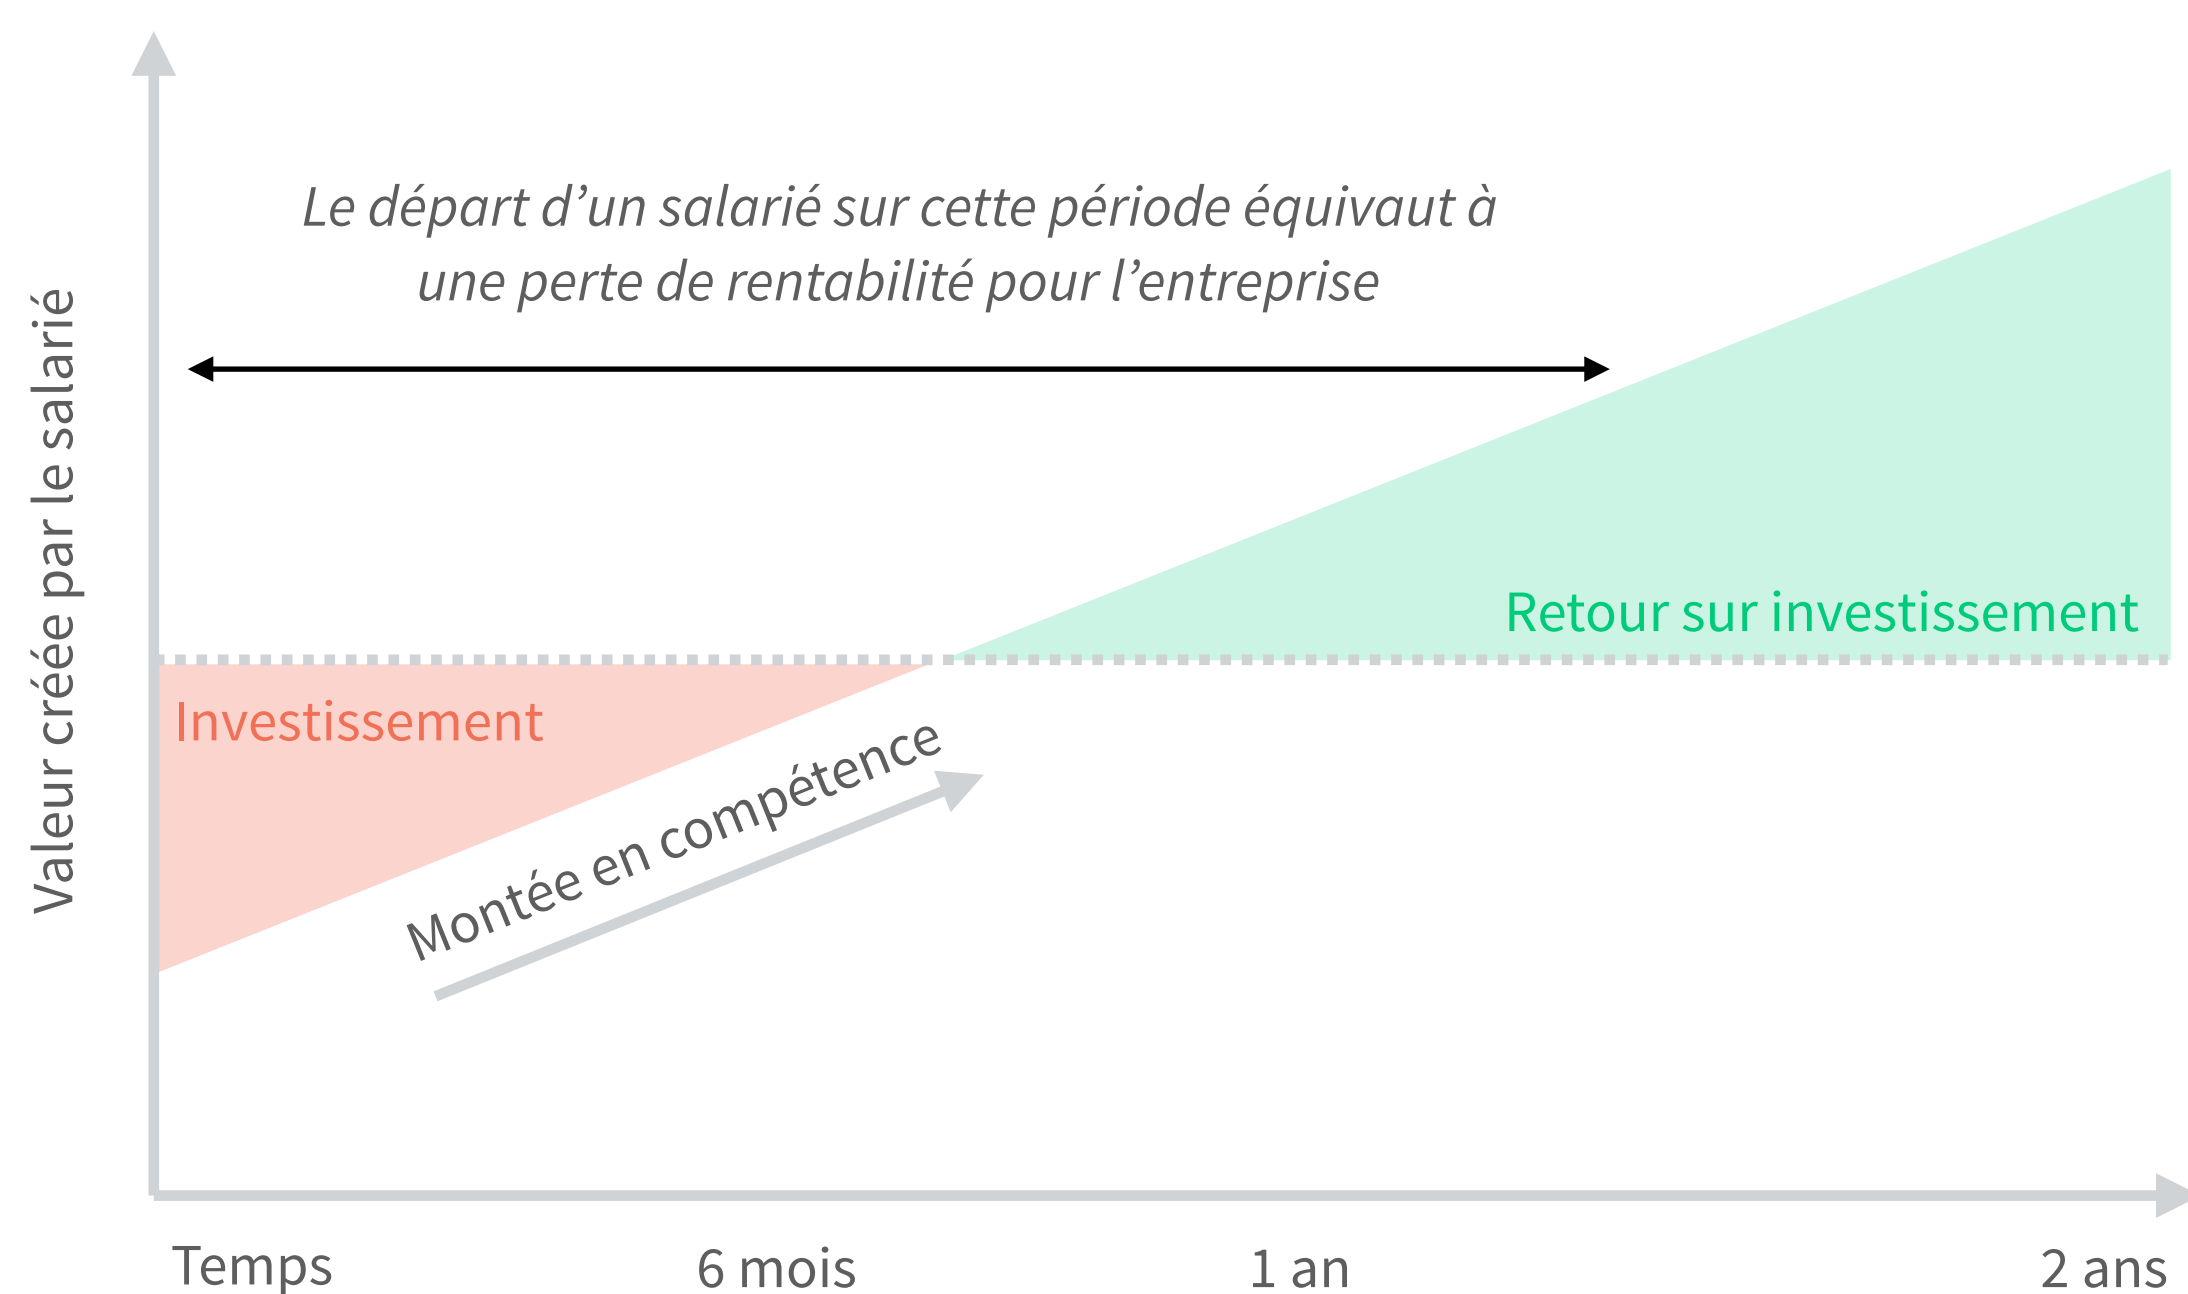 Le départ d’un salarié sur cette période équivaut à
une perte de rentabilité pour l’entreprise
Valeur créée par le salarié
Retour sur investissement
Investissement
Montée en compétence
Temps
6 mois
1 an
2 ans